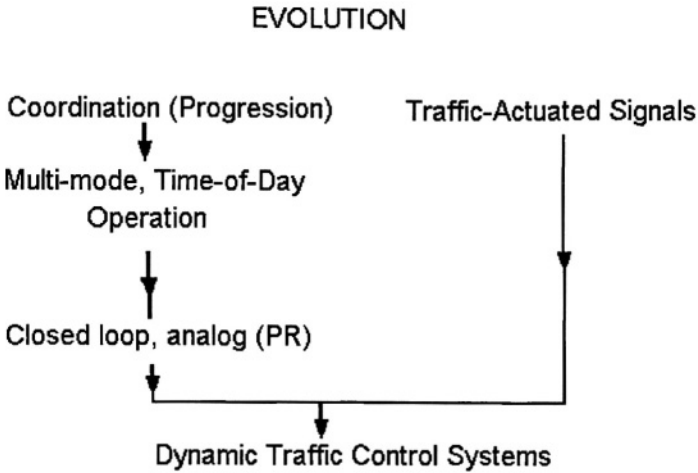 EVOLUTION
Coordination (Progression)
Traffic-Actuated Signals
Multi-mode, Time-of-Day
Operation
Closed loop, analog (PR)
Dynamic Traffic Control Systems